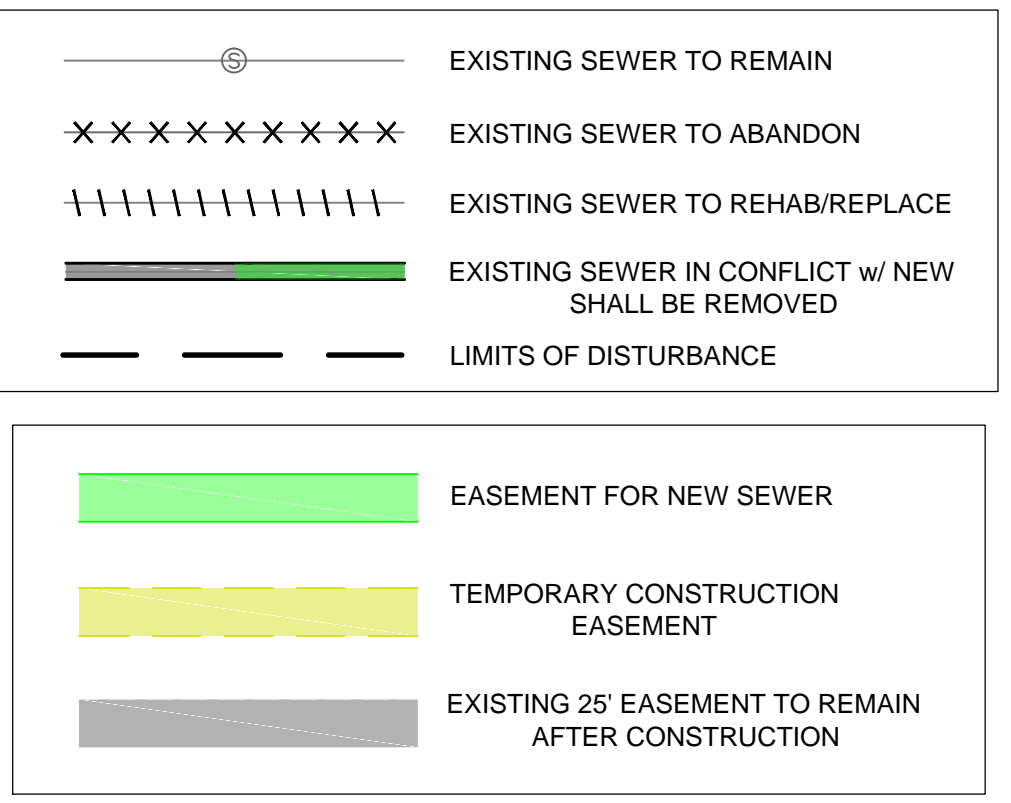 S
EXISTING SEWER TO REMAIN
EXISTING SEWER TO ABANDON
EXISTING SEWER TO REHAB/REPLACE
EXISTING SEWER IN CONFLICT w/ NEW
SHALL BE REMOVED
LIMITS OF DISTURBANCE
EASEMENT FOR NEW SEWER
TEMPORARY CONSTRUCTION
EASEMENT
EXISTING 25' EASEMENT TO REMAIN
AFTER CONSTRUCTION